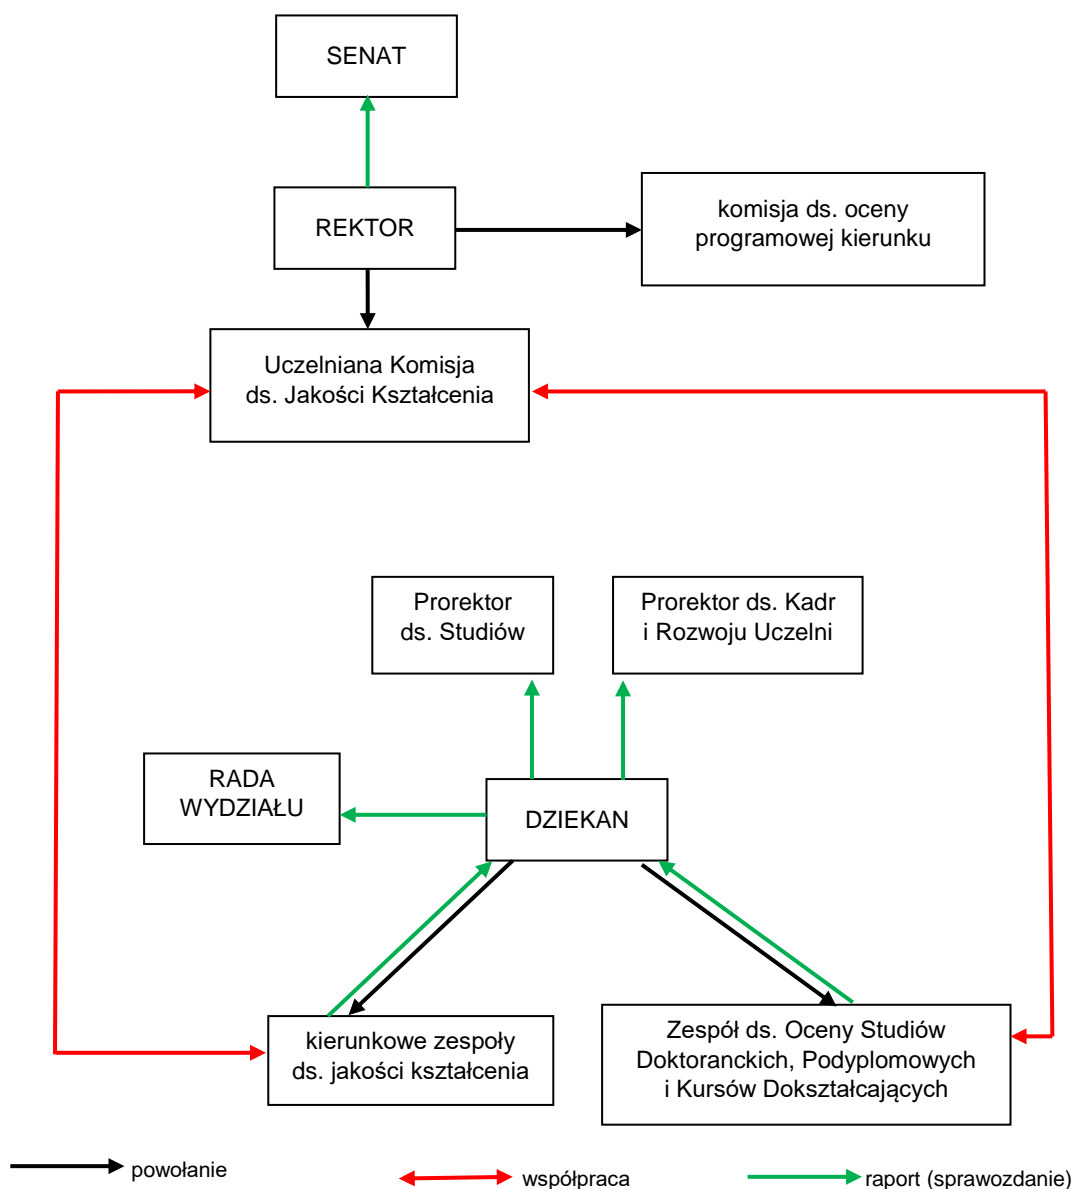 SENAT
REKTOR
komisja ds. oceny
programowej kierunku
Uczelniana Komisja
ds. Jakości Kształcenia
Prorektor
ds. Studiów
Prorektor ds. Kadr
i Rozwoju Uczelni
RADA
WYDZIAŁU
DZIEKAN
kierunkowe zespoły
ds. jakości kształcenia
Zespół ds. Oceny Studiów
Doktoranckich, Podyplomowych
i Kursów Dokształcających
powołanie
współpraca
raport (sprawozdanie)